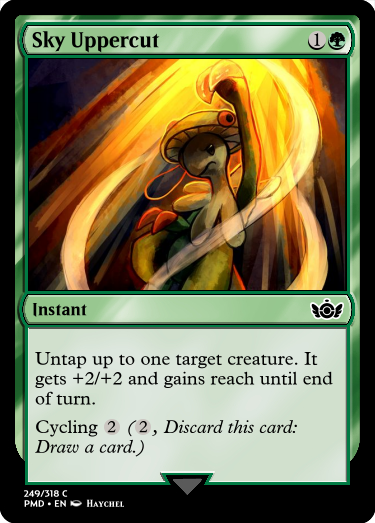 Sky Uppercut 1
Instant
Untap up to one target creature. It
gets +2/+2 and gains reach until end
of turn.
Cycling 2 (2, Discard this card:
Draw a card.)
249/318 C
PMD • EN Haychel